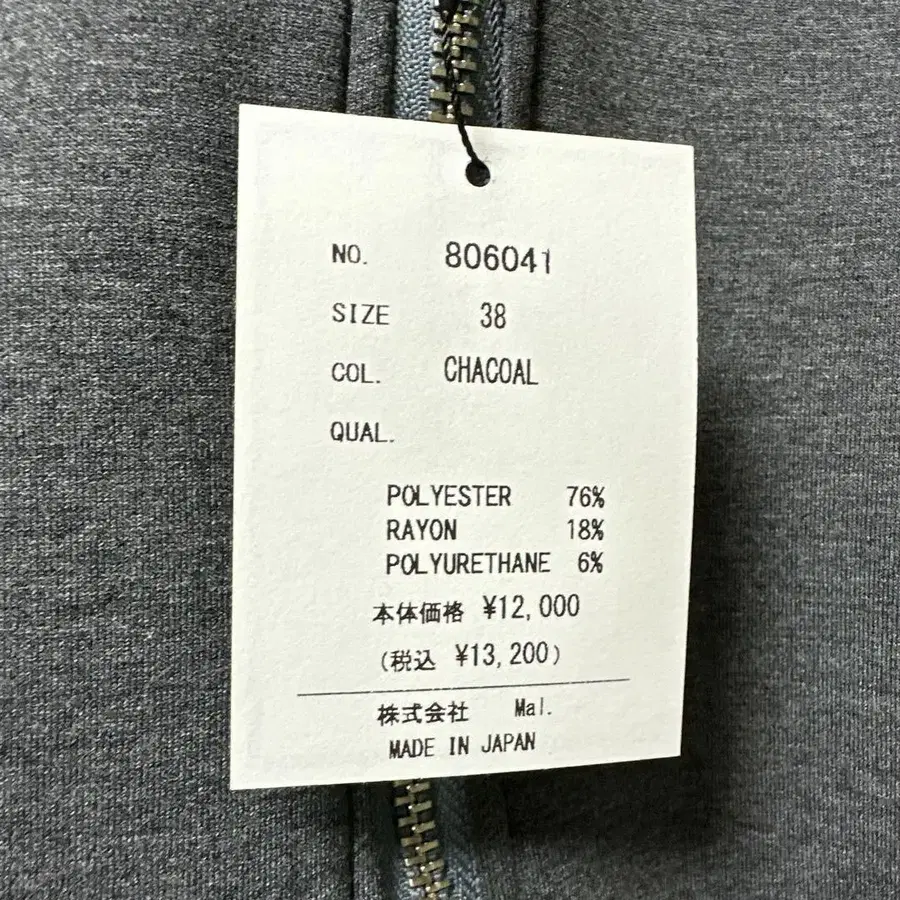 NO. 806041
SIZE 38
COL. CHACOAL
QUAL.
POLYESTER 76%
RAYON 18%
POLYURETHANE 6%
本体価格 ¥12,000
(税込 ¥13,200)
株式会社 Mal.
MADE IN JAPAN